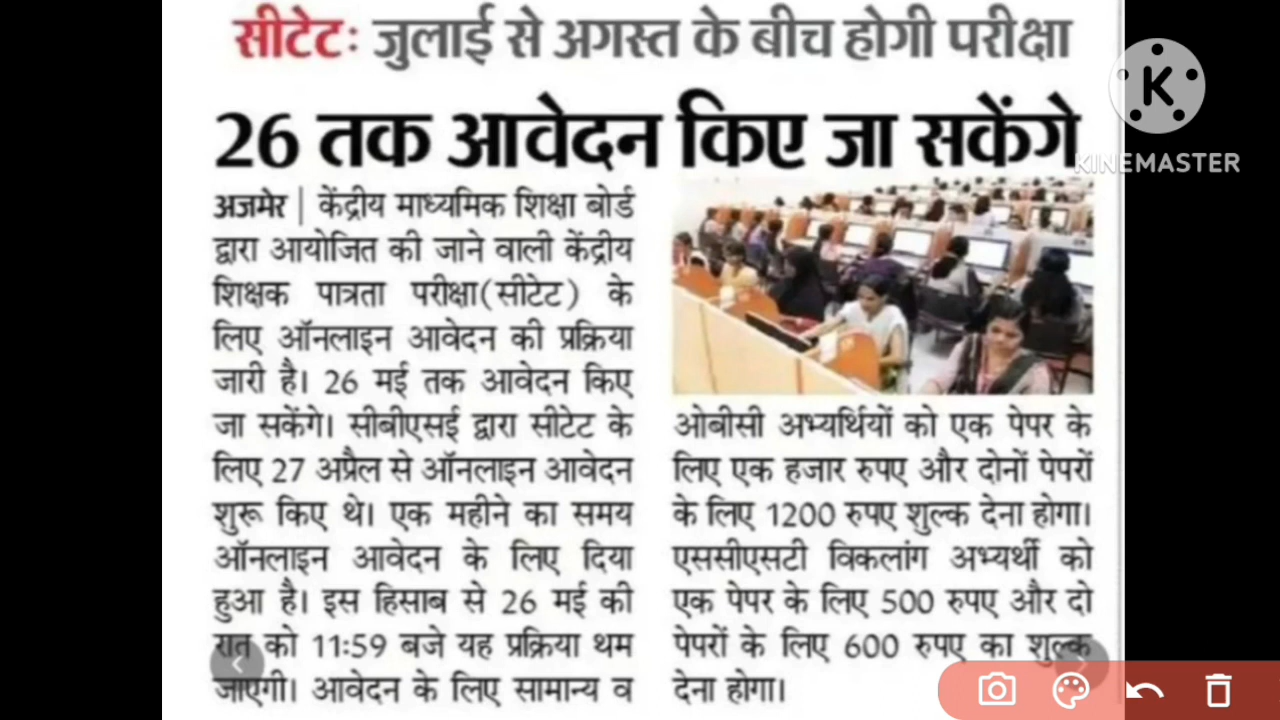 सीटेटः जुलाई से अगस्त के बीच होगी परीक्षा
26 तक आवेदन किए जा सकेंगे
KINEMASTER
अजमेर | केंद्रीय माध्यमिक शिक्षा बोर्ड
द्वारा आयोजित की जाने वाली केंद्रीय
शिक्षक पात्रता परीक्षा(सीटेट) के
लिए ऑनलाइन आवेदन की प्रक्रिया
जारी है। 26 मई तक आवेदन किए
जा सकेंगे। सीबीएसई द्वारा सीटेट के
लिए 27 अप्रैल से ऑनलाइन आवेदन
शुरू किए थे। एक महीने का समय
ऑनलाइन आवेदन के लिए दिया
हुआ है। इस हिसाब से 26 मई की
रात को 11:59 बजे यह प्रक्रिया थम
जाएगी। आवेदन के लिए सामान्य व
ओबीसी अभ्यर्थियों को एक पेपर के
लिए एक हजार रुपए और दोनों पेपरों
के लिए 1200 रुपए शुल्क देना होगा।
एससीएसटी विकलांग अभ्यर्थी को
एक पेपर के लिए 500 रुपए और दो
पेपरों के लिए 600 रुपए का शुल्क
देना होगा।